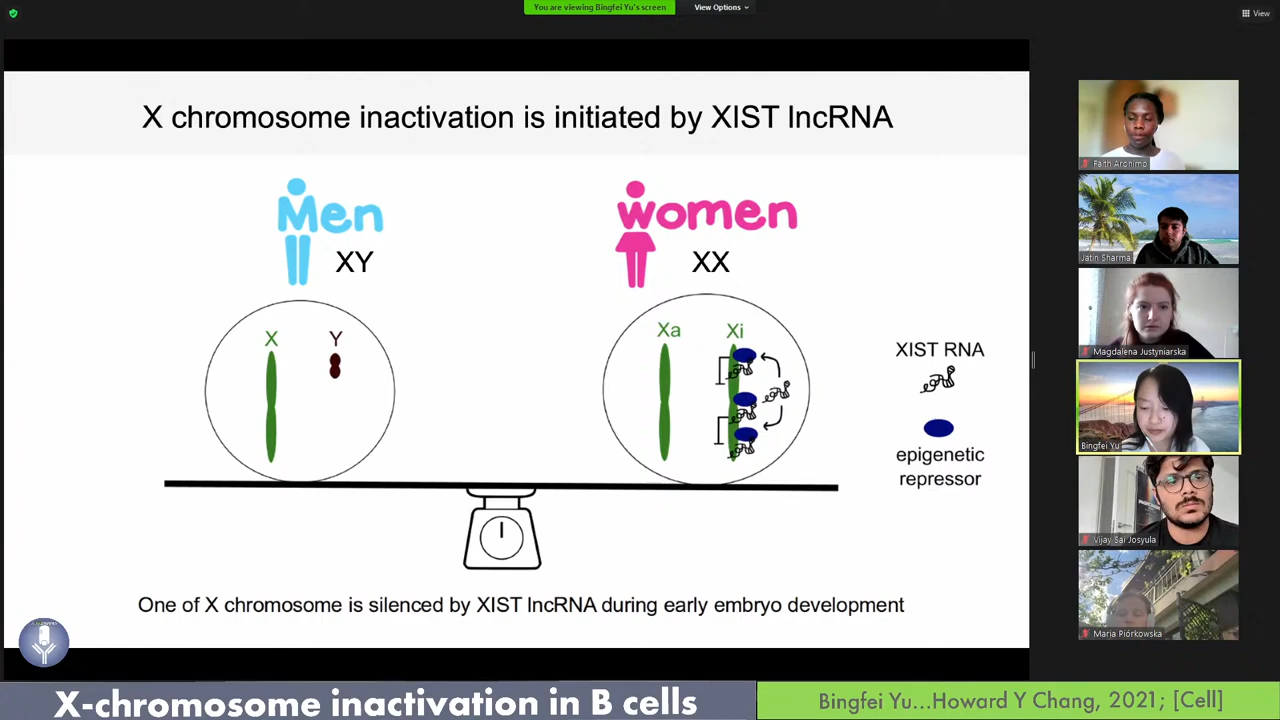 You are viewing Bingfei Yu's screen
View Options
View
X chromosome inactivation is initiated by XIST lncRNA
Men
Women
XY
XX
X
Y
Xa
Xi
XIST RNA
epigenetic
repressor
One of X chromosome is silenced by XIST lncRNA during early embryo development
Faith Aronimo
Jatin Sharma
Magdalena Justyniarska
Bingfei Yu
Vijay Sai Josyula
Maria Piórkowska
X-chromosome inactivation in B cells
Bingfei Yu...Howard Y Chang, 2021; [Cell]